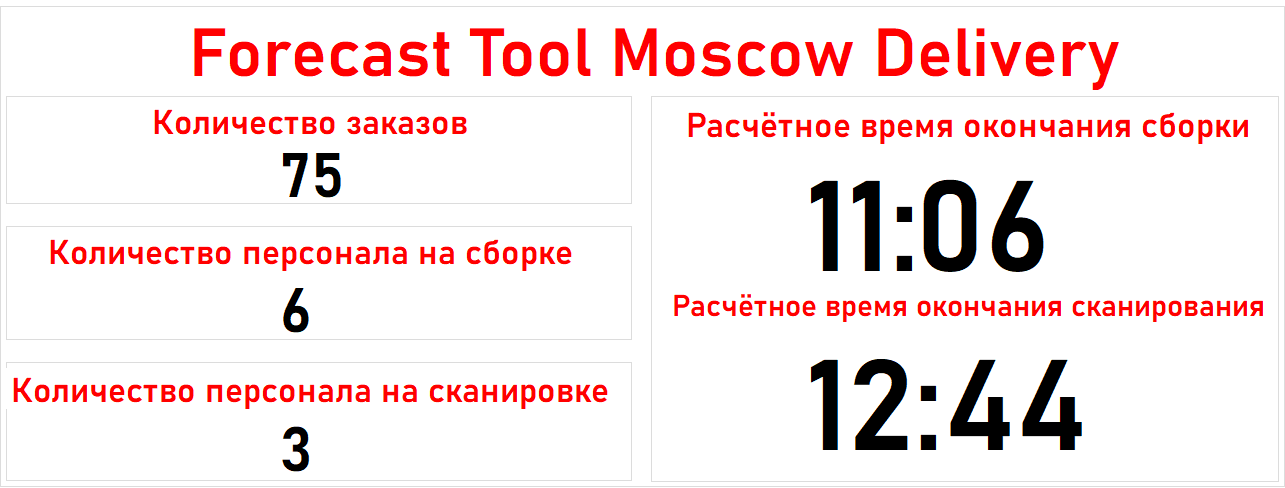 Forecast Tool Moscow Delivery
Количество заказов
75
Количество персонала на сборке
6
Количество персонала на сканировке
3
Расчётное время окончания сборки
11:06
Расчётное время окончания сканирования
12:44